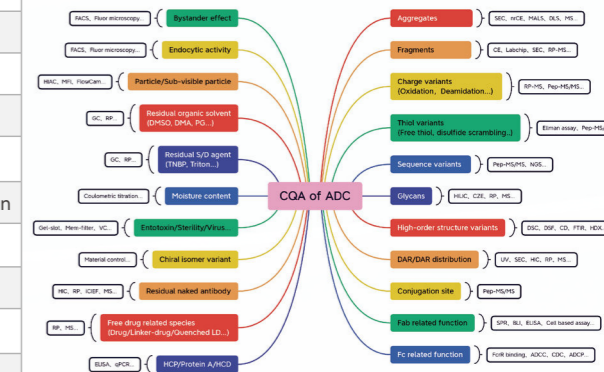 n
CQA of ADC
FACS, Fluor microscopy...
Bystander effect
FACS, Fluor microscopy...
Endocytic activity
HIAC, MFI, FlowCam...
Particle/Sub-visible particle
GC, RP...
Residual organic solvent
(DMSO, DMA, PG...)
GC, RP...
Residual S/D agent
(TNBP, Triton...)
Coulometric titration...
Moisture content
Gel-slot, Mem-filter, VC...
Entotoxin/Sterility/Virus...
Material control...
Chiral isomer variant
HIC, RP, iCIEF, MS...
Residual naked antibody
RP, MS...
Free drug related species
(Drug/Linker-drug/Quenched LD...)
ELISA, qPCR...
HCP/Protein A/HCD
Aggregates
SEC, nrCE, MALS, DLS, MS...
Fragments
CE, Labchip, SEC, RP-MS...
Charge variants
(Oxidation, Deamidation...)
RP-MS, Pep-MS/MS...
Thiol variants
(Free thiol, disulfide scrambling..)
Elman assay, Pep-MS/
Sequence variants
Pep-MS/MS, NGS...
Glycans
HILIC, CZE, RP, MS...
High-order structure variants
DSC, DSF, CD, FTIR, HDX.
DAR/DAR distribution
UV, SEC, HIC, RP, MS...
Conjugation site
Pep-MS/MS
Fab related function
SPR, BLI, ELISA, Cell based assay...
Fc related function
FcrR binding, ADCC, CDC, ADCP...